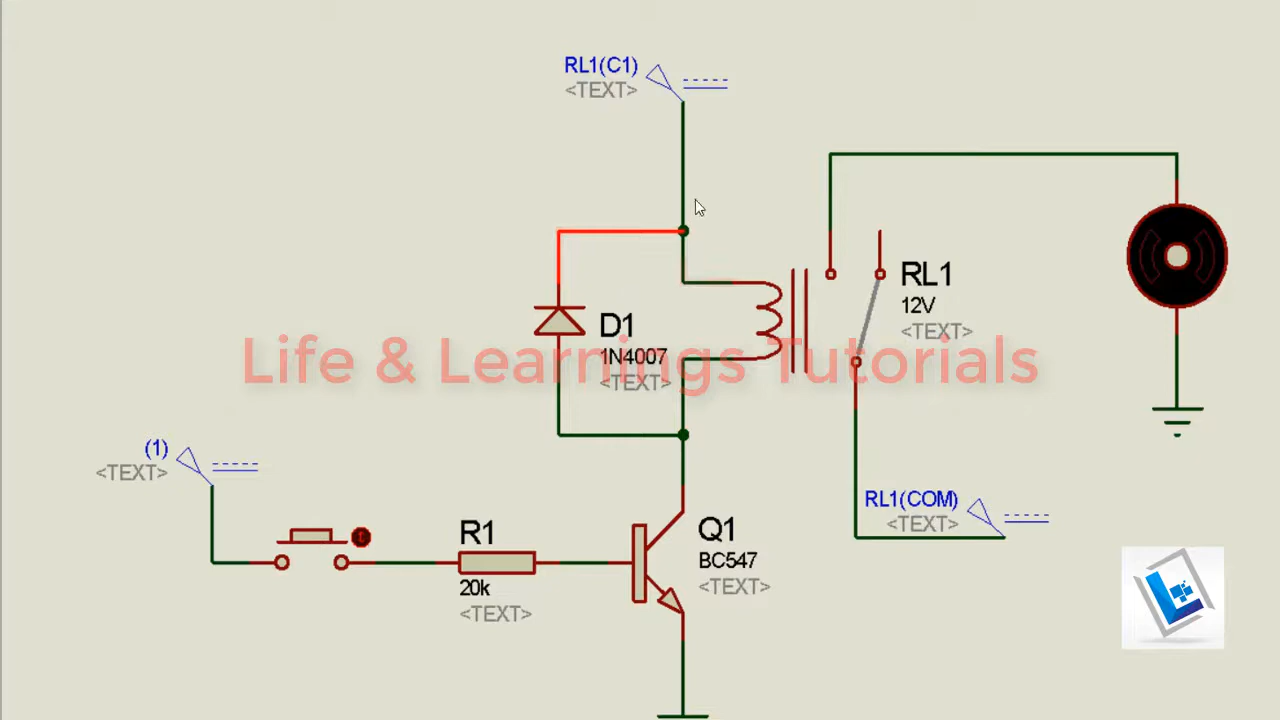 RL1(C1)
<TEXT>
RL1
12V
<TEXT>
D1
1N4007
<TEXT>
Life & Learnings Tutorials
(1)
<TEXT>
RL1(COM)
<TEXT>
R1
20k
<TEXT>
Q1
BC547
<TEXT>